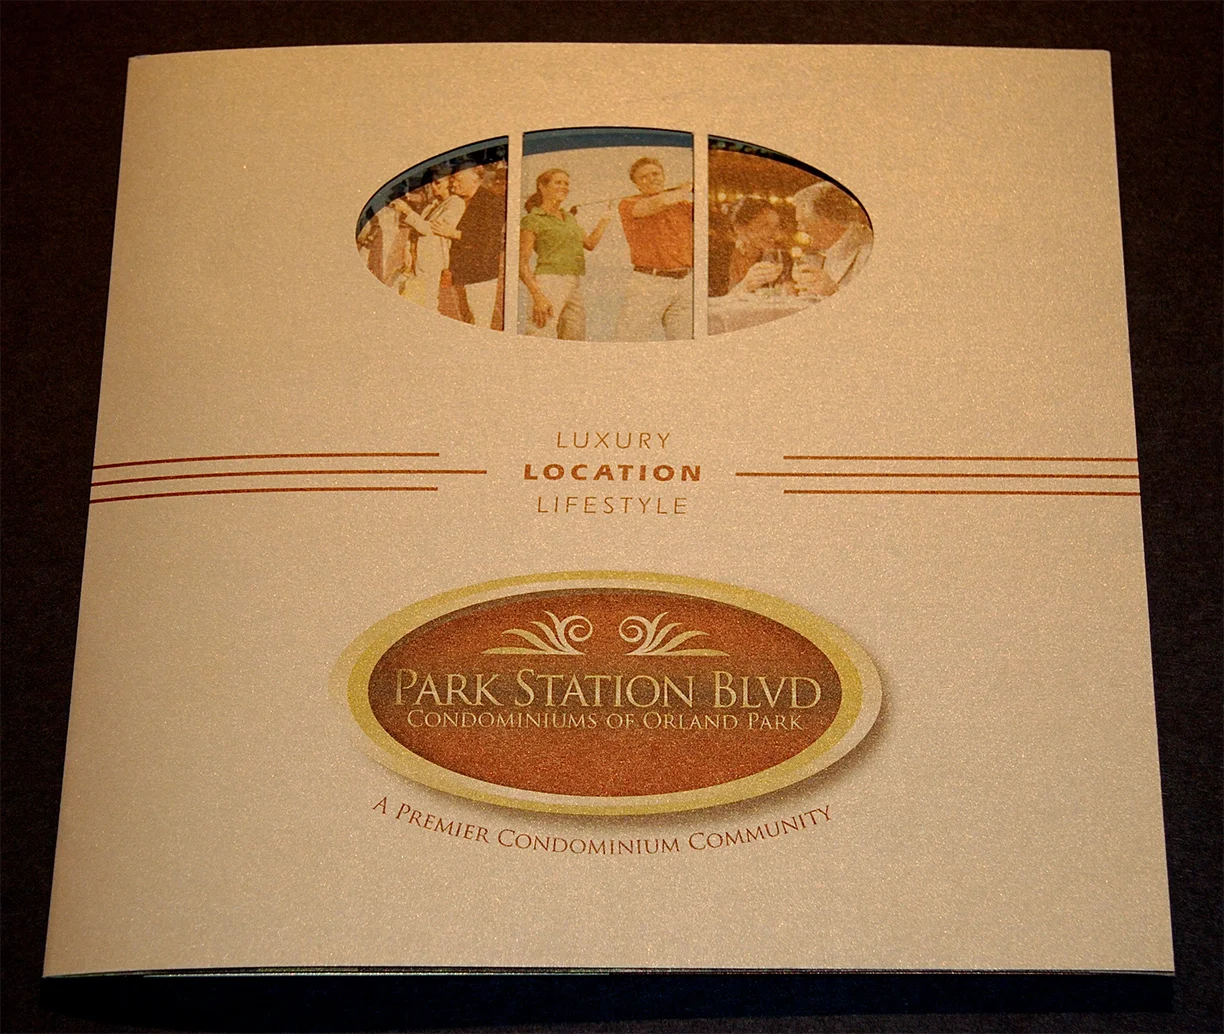 LUXURY
LOCATION
LIFESTYLE
PARK STATION BLVD
CONDOMINIUMS OF ORLAND PARK
A PREMIER CONDOMINIUM COMMUNITY